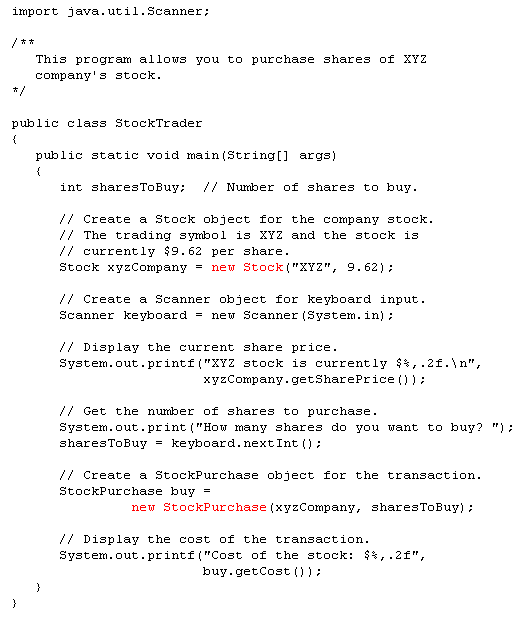 import java.util.Scanner;
/**
This program allows you to purchase shares of XYZ
company's stock.
*/
public class StockTrader
{
public static void main(String[] args)
{
int sharesToBuy;  // Number of shares to buy.
// Create a Stock object for the company stock.
// The trading symbol is XYZ and the stock is
// currently $9.62 per share.
Stock xyzCompany = new Stock("XYZ", 9.62);
// Create a Scanner object for keyboard input.
Scanner keyboard = new Scanner(System.in);
// Display the current share price.
System.out.printf("XYZ stock is currently $%,.2f.\n",
xyzCompany.getSharePrice());
// Get the number of shares to purchase.
System.out.print("How many shares do you want to buy? ");
sharesToBuy = keyboard.nextInt();
// Create a StockPurchase object for the transaction.
StockPurchase buy =
new StockPurchase(xyzCompany, sharesToBuy);
// Display the cost of the transaction.
System.out.printf("Cost of the stock: $%,.2f",
buy.getCost());
}
}